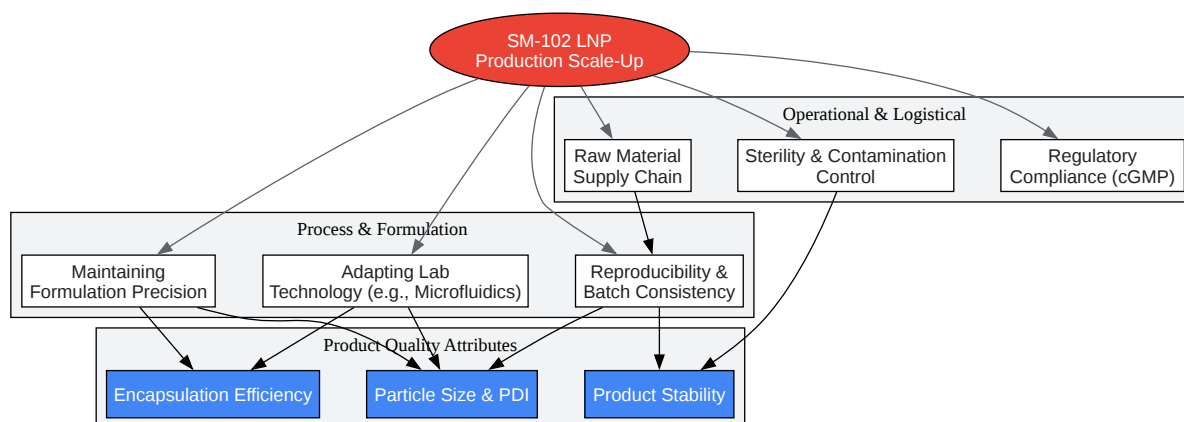 SM-102 LNP
Production Scale-Up
Operational & Logistical
Raw Material
Supply Chain
Sterility & Contamination
Control
Regulatory
Compliance (cGMP)
Process & Formulation
Maintaining
Formulation Precision
Adapting Lab
Technology (e.g., Microfluidics)
Reproducibility &
Batch Consistency
Product Quality Attributes
Encapsulation Efficiency
Particle Size & PDI
Product Stability